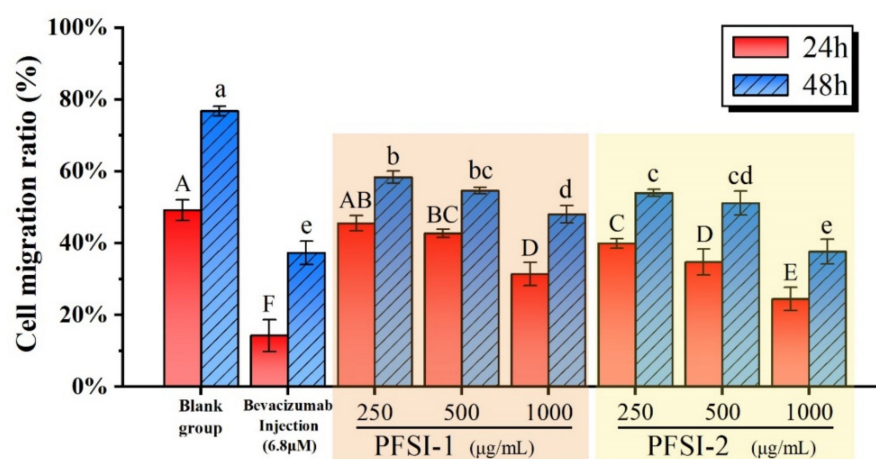 100%
80%
60%
40%
20%
0%
Cell migration ratio (%)
24h
48h
A
a
F
e
AB
b
BC
bc
D
d
C
c
D
cd
E
e
Blank
group
Bevacizumab
Injection
(6.8μM)
250
500
1000
250
500
1000
PFSI-1 (μg/mL)
PFSI-2 (μg/mL)